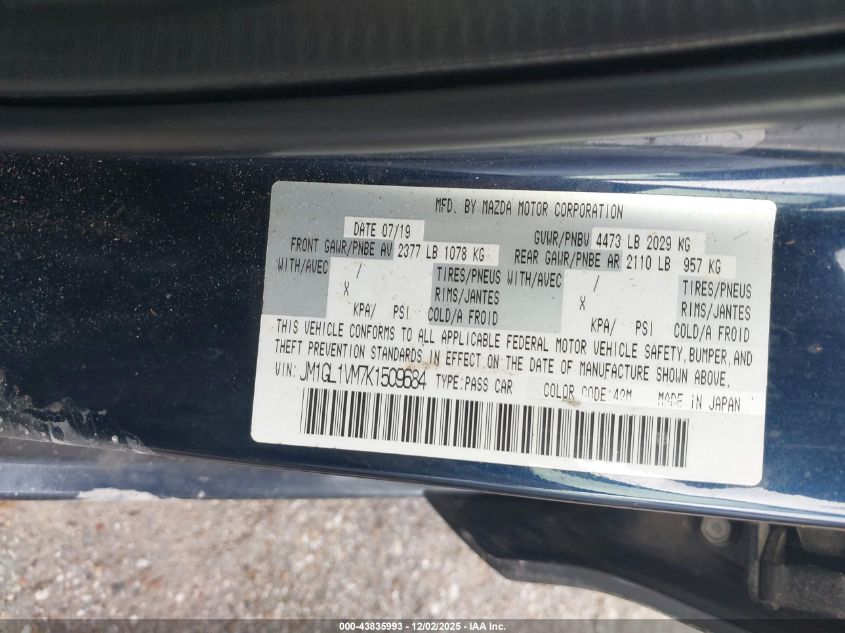 MFD. BY MAZDA MOTOR CORPORATION
DATE 07/19 GVWR/PNBV 4473 LB 2029 KG
FRONT GAWR/PNBE AV 2377 LB 1078 KG REAR GAWR/PNBE AR 2110 LB 957 KG
WITH/AVEC / TIRES/PNEUS WITH/AVEC / TIRES/PNEUS
X RIMS/JANTES X RIMS/JANTES
KPA/ PSI COLD/A FROID KPA/ PSI COLD/A FROID
THIS VEHICLE CONFORMS TO ALL APPLICABLE FEDERAL MOTOR VEHICLE SAFETY, BUMPER, AND
THEFT PREVENTION STANDARDS IN EFFECT ON THE DATE OF MANUFACTURE SHOWN ABOVE.
VIN: JM1GL1VM7K1509684 TYPE:PASS CAR COLOR CODE:42M MADE IN JAPAN
000-43835993 - 12/02/2025 - IAA Inc.